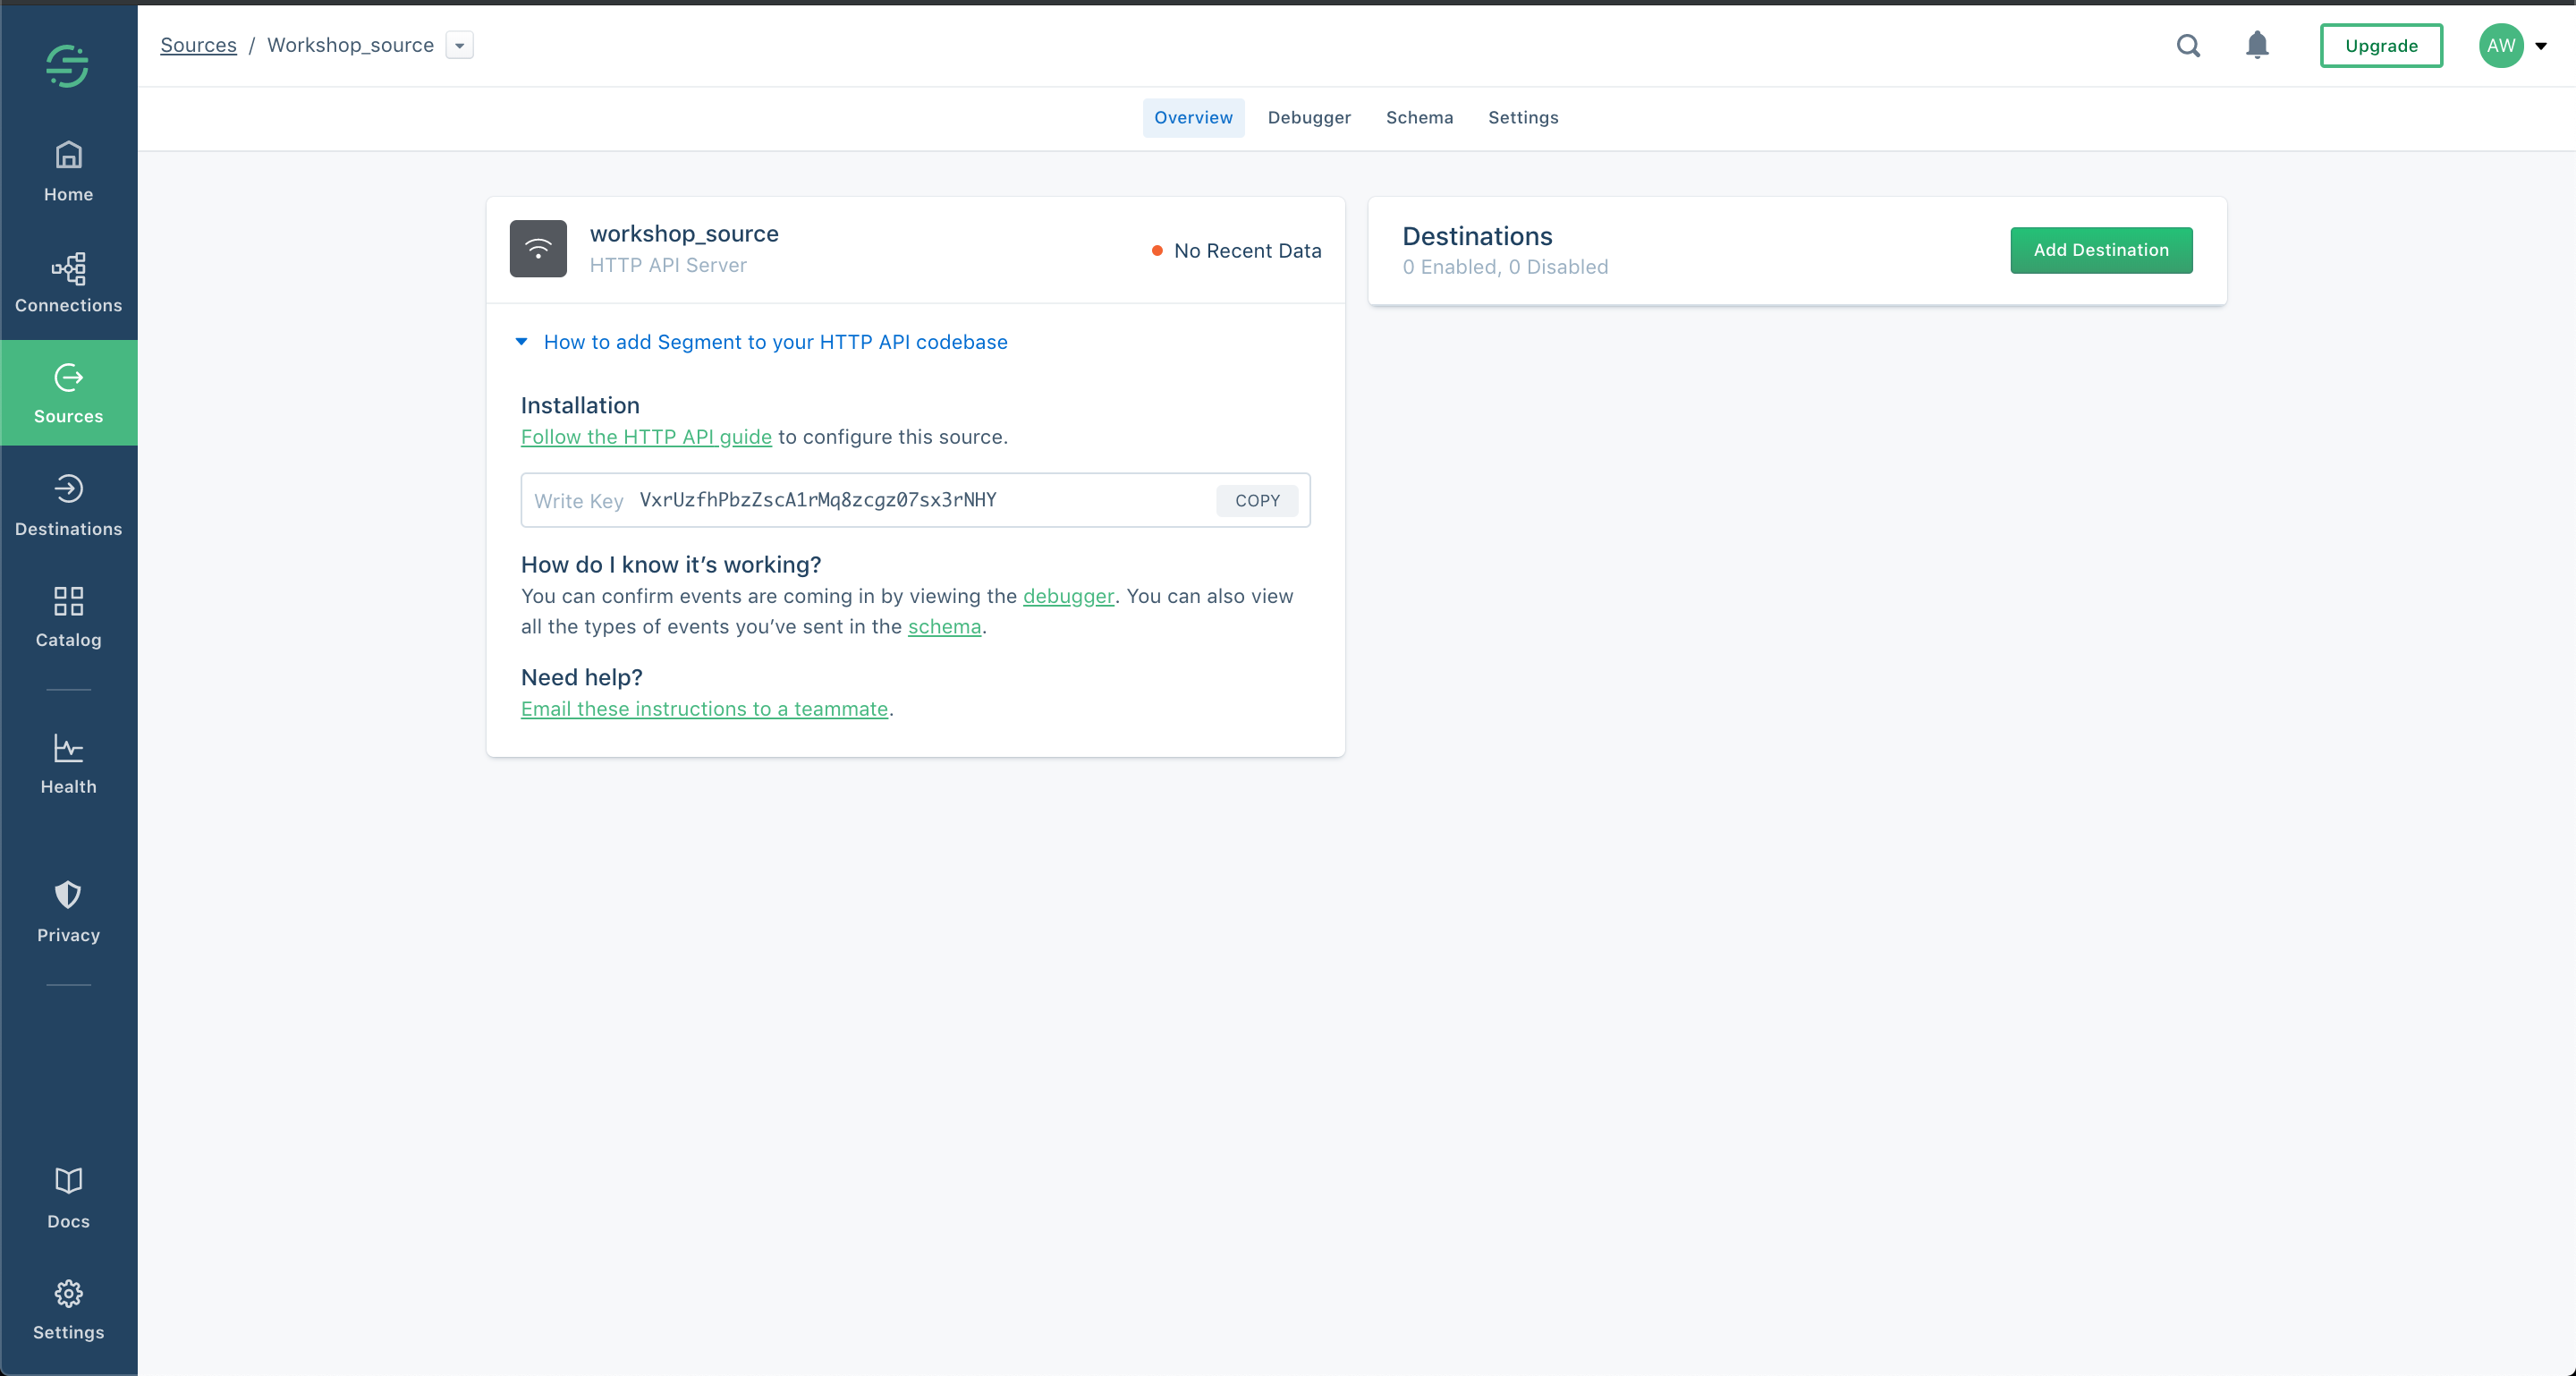 Sources / Workshop_source
Upgrade
AW
Overview Debugger Schema Settings
Home
Connections
Sources
Destinations
Catalog
Health
Privacy
Docs
Settings
workshop_source
HTTP API Server
No Recent Data
How to add Segment to your HTTP API codebase
Installation
Follow the HTTP API guide to configure this source.
Write Key VxrUzfhPbzZscA1rMq8zcgz07sx3rNHY COPY
How do I know it’s working?
You can confirm events are coming in by viewing the debugger. You can also view
all the types of events you’ve sent in the schema.
Need help?
Email these instructions to a teammate.
Destinations
0 Enabled, 0 Disabled
Add Destination